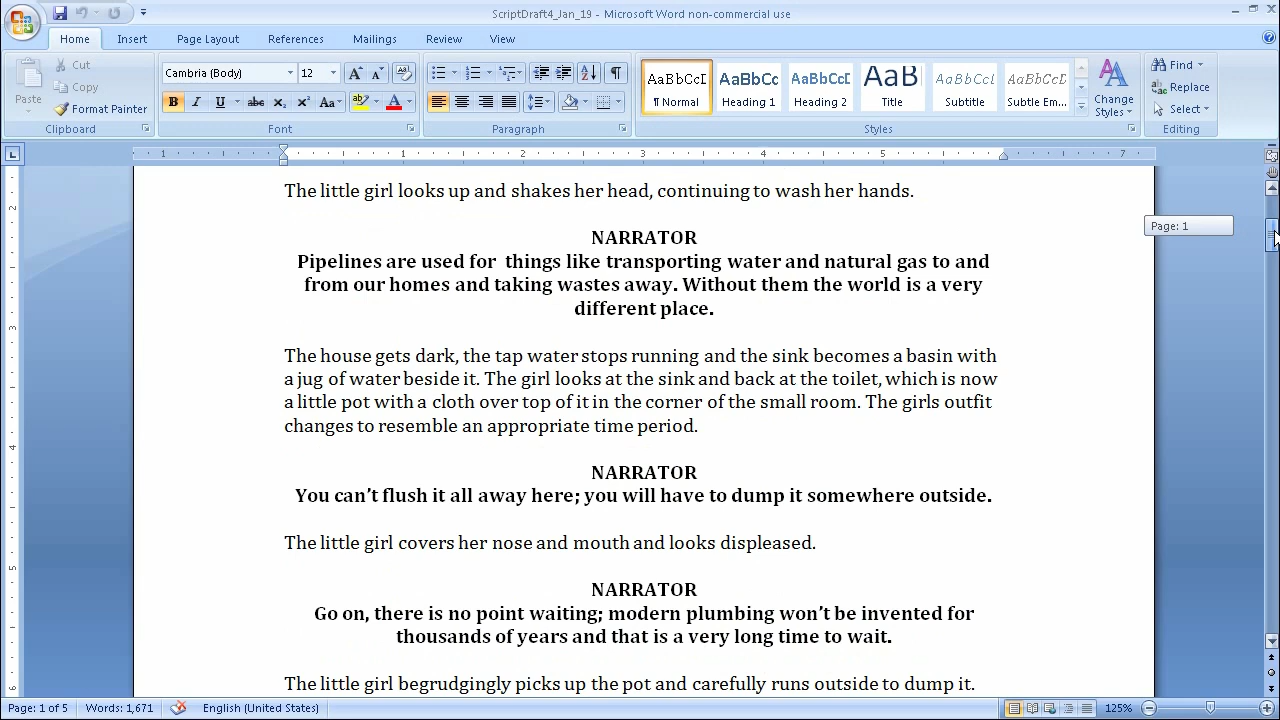 ScriptDraft4_Jan_19 - Microsoft Word non-commercial use
Home Insert Page Layout References Mailings Review View
Paste Cut Copy Format Painter Clipboard
Cambria (Body) 12 Font
Paragraph
AaBbCcD ¶ Normal AaBbCc Heading 1 AaBbCcD Heading 2 AaB Title AaBbCcI Subtitle AaBbCcD Subtle Em... Change Styles Styles
Find Replace Select Editing
1 1 2 3 4 5 7
The little girl looks up and shakes her head, continuing to wash her hands.
Page: 1
NARRATOR
Pipelines are used for things like transporting water and natural gas to and
from our homes and taking wastes away. Without them the world is a very
different place.
The house gets dark, the tap water stops running and the sink becomes a basin with
a jug of water beside it. The girl looks at the sink and back at the toilet, which is now
a little pot with a cloth over top of it in the corner of the small room. The girls outfit
changes to resemble an appropriate time period.
NARRATOR
You can’t flush it all away here; you will have to dump it somewhere outside.
The little girl covers her nose and mouth and looks displeased.
NARRATOR
Go on, there is no point waiting; modern plumbing won’t be invented for
thousands of years and that is a very long time to wait.
The little girl begrudgingly picks up the pot and carefully runs outside to dump it.
Page: 1 of 5 Words: 1,671 English (United States) 125%